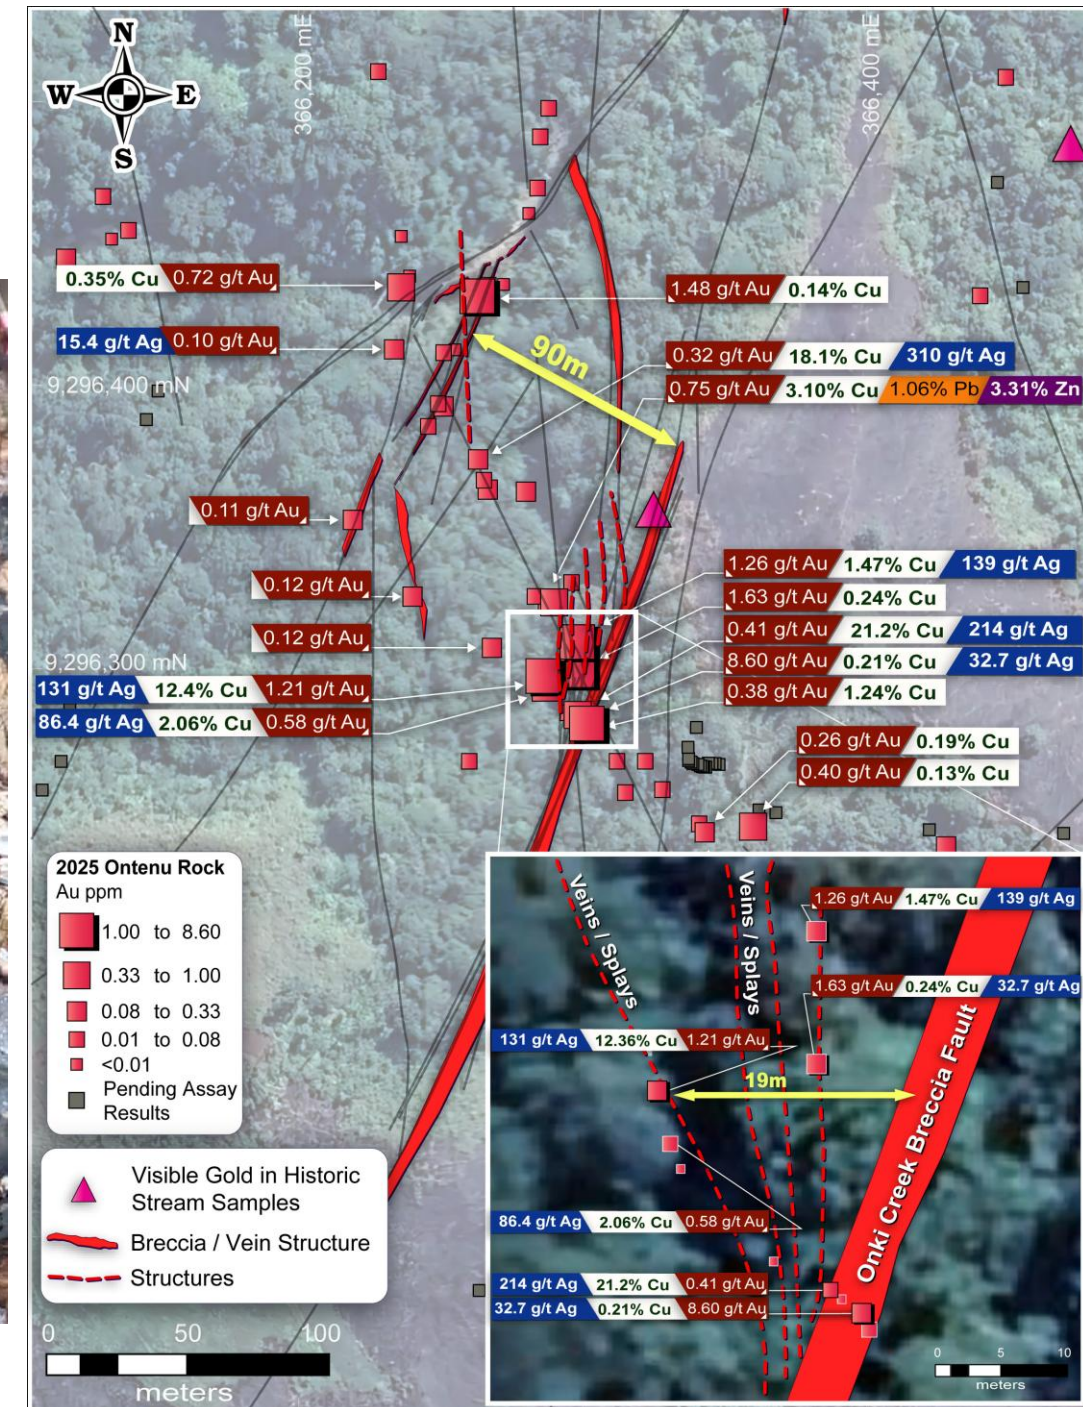 N
W E
S
366,200 mE
366,400 mE
0.35% Cu 0.72 g/t Au
1.48 g/t Au 0.14% Cu
15.4 g/t Ag 0.10 g/t Au
90m
0.32 g/t Au 18.1% Cu 310 g/t Ag
9,296,400 mN
0.75 g/t Au 3.10% Cu 1.06% Pb 3.31% Zn
0.11 g/t Au
1.26 g/t Au 1.47% Cu 139 g/t Ag
0.12 g/t Au
1.63 g/t Au 0.24% Cu
0.41 g/t Au 21.2% Cu 214 g/t Ag
0.12 g/t Au
9,296,300 mN
8.60 g/t Au 0.21% Cu 32.7 g/t Ag
131 g/t Ag 12.4% Cu 1.21 g/t Au
0.38 g/t Au 1.24% Cu
86.4 g/t Ag 2.06% Cu 0.58 g/t Au
0.26 g/t Au 0.19% Cu
0.40 g/t Au 0.13% Cu
2025 Ontenu Rock
Au ppm
1.00 to 8.60
0.33 to 1.00
0.08 to 0.33
0.01 to 0.08
<0.01
Pending Assay
Results
Visible Gold in Historic
Stream Samples
Breccia / Vein Structure
Structures
0 50 100
meters
Veins / Splays
Veins / Splays
1.26 g/t Au 1.47% Cu 139 g/t Ag
1.63 g/t Au 0.24% Cu 32.7 g/t Ag
131 g/t Ag 12.36% Cu 1.21 g/t Au
19m
Onki Creek Breccia Fault
86.4 g/t Ag 2.06% Cu 0.58 g/t Au
214 g/t Ag 21.2% Cu 0.41 g/t Au
32.7 g/t Ag 0.21% Cu 8.60 g/t Au
0 5 10
meters